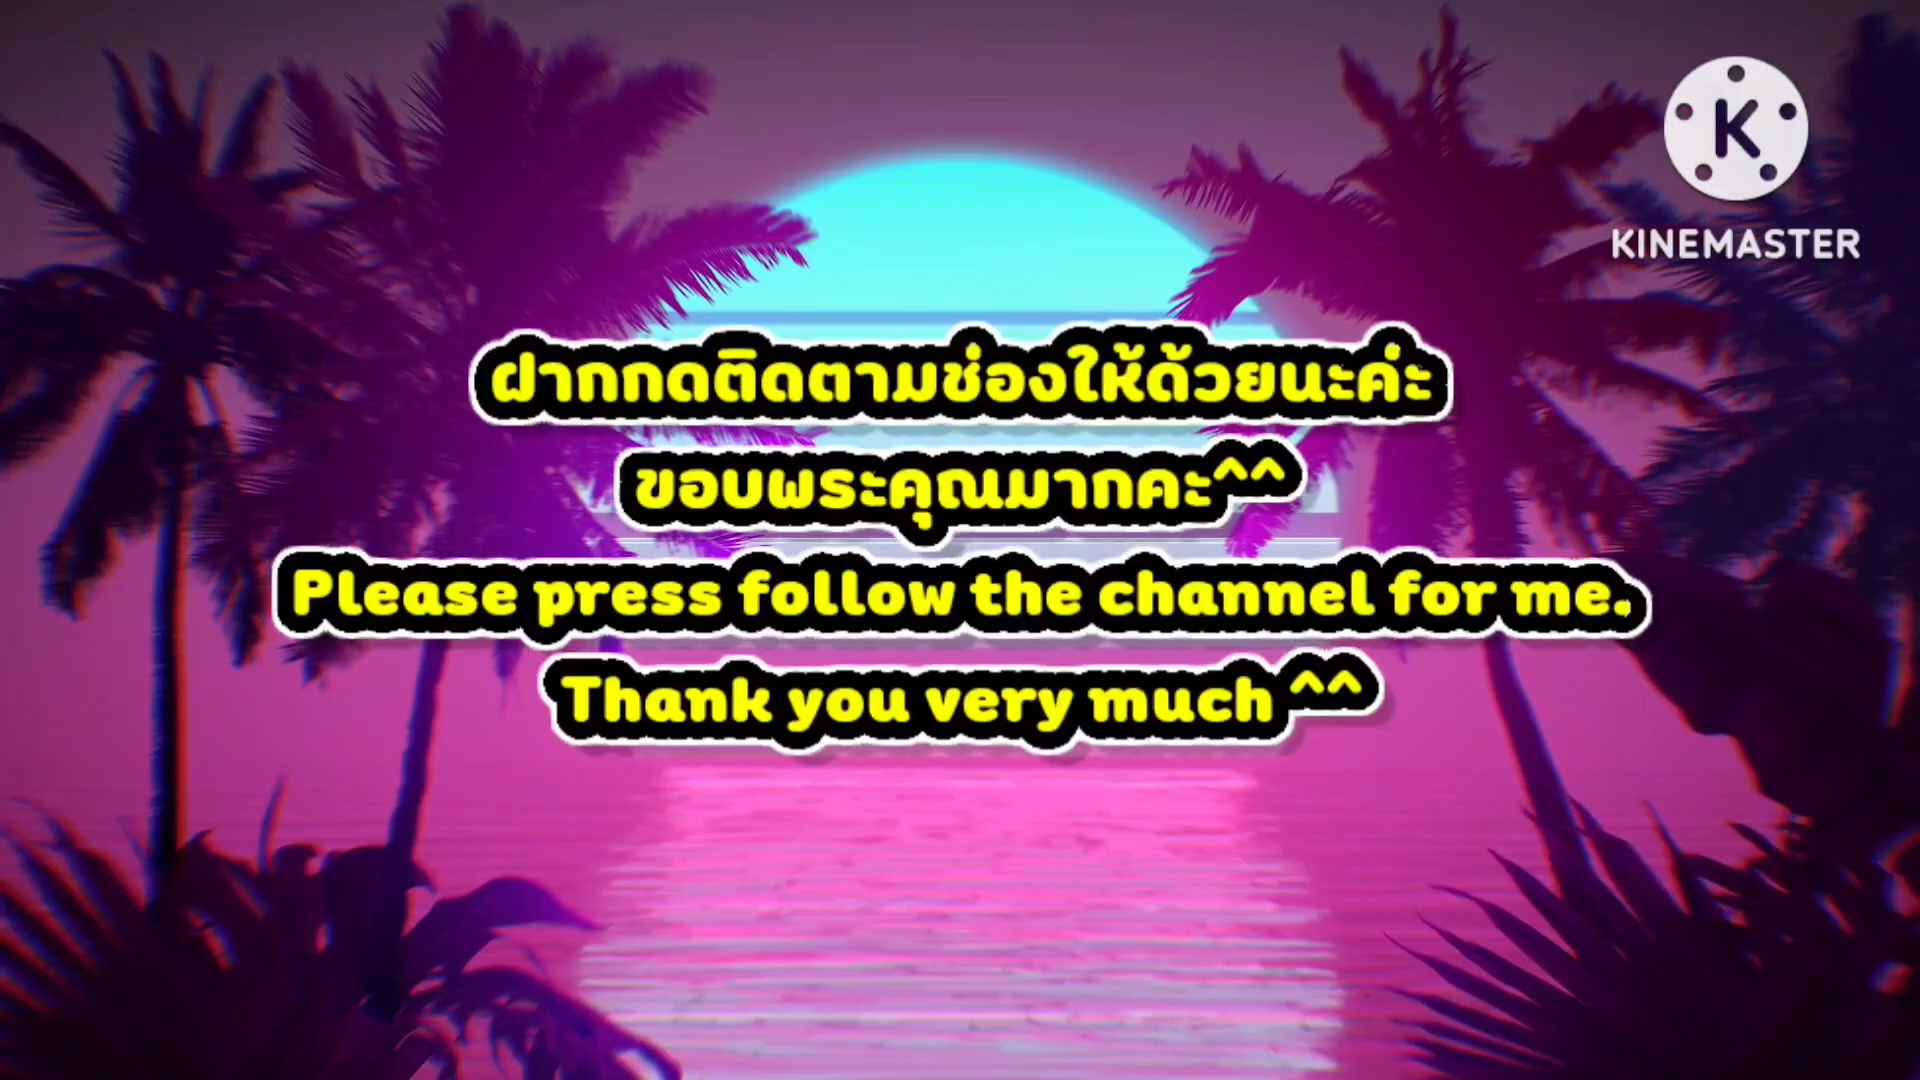 K
KINEMASTER
ฝากกดติดตามช่องให้ด้วยนะค่ะ
ขอบพระคุณมากคะ^^
Please press follow the channel for me.
Thank you very much ^^